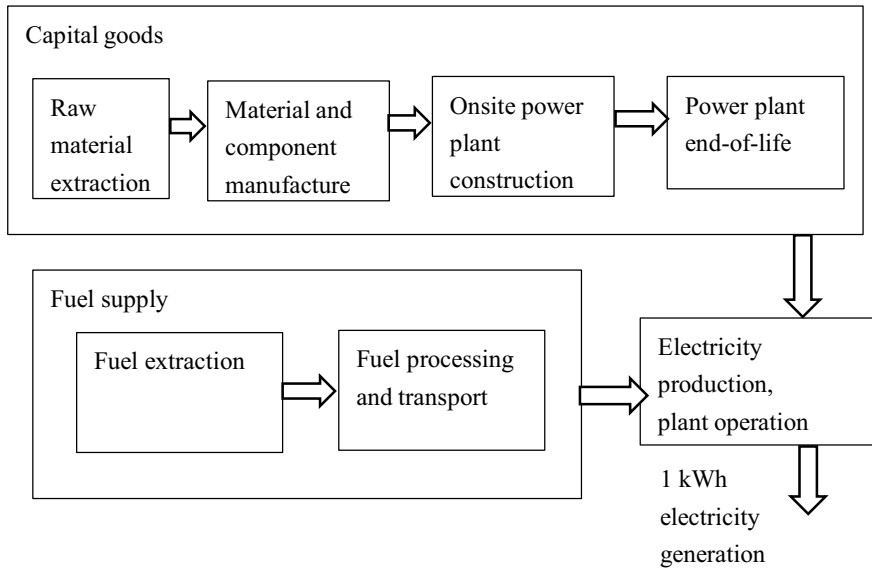 Capital goods
Raw
material
extraction
Material and
component
manufacture
Onsite power
plant
construction
Power plant
end-of-life
Fuel supply
Fuel extraction
Fuel processing
and transport
Electricity
production,
plant operation
1 kWh
electricity
generation